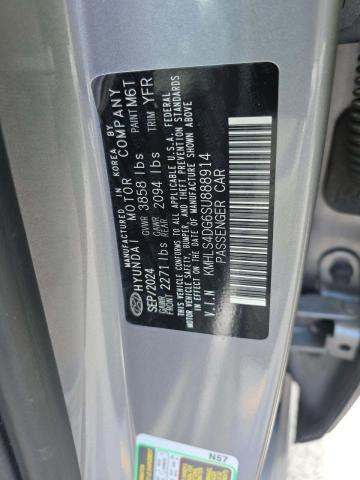 MANUFACTURED IN KOREA BY
HYUNDAI MOTOR COMPANY
SEP/2024 GVWR 3858 lbs PAINT M6T
GAWR FRONT 2271lbs GAWR REAR 2094 lbs TRIM YFR
THIS VEHICLE CONFORMS TO ALL APPLICABLE U.S.A. FEDERAL
MOTOR VEHICLE SAFETY, BUMPER, AND THEFT PREVENTION STANDARDS
IN EFFECT ON THE DATE OF MANUFACTURE SHOWN ABOVE.
V.I.N KMHLS4DG6SU888914
PASSENGER CAR
N57